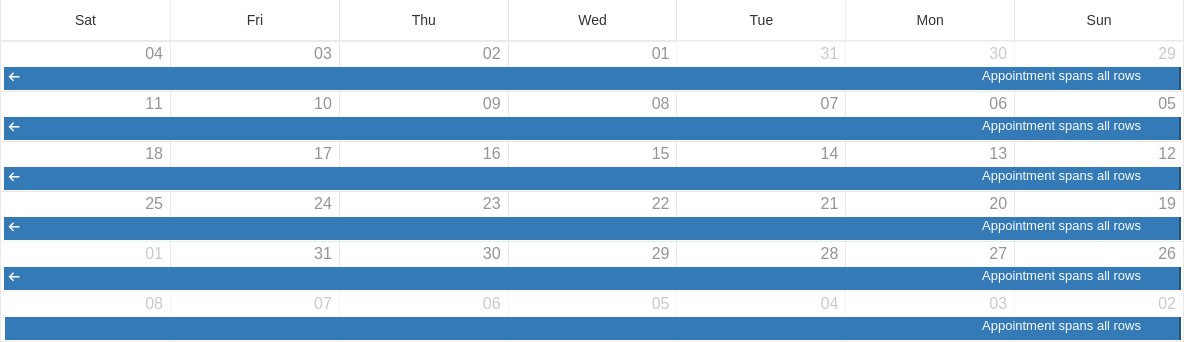 Sat Fri Thu Wed Tue Mon Sun
04 03 02 01 31 30 29
Appointment spans all rows
11 10 09 08 07 06 05
Appointment spans all rows
18 17 16 15 14 13 12
Appointment spans all rows
25 24 23 22 21 20 19
Appointment spans all rows
01 31 30 29 28 27 26
Appointment spans all rows
08 07 06 05 04 03 02
Appointment spans all rows